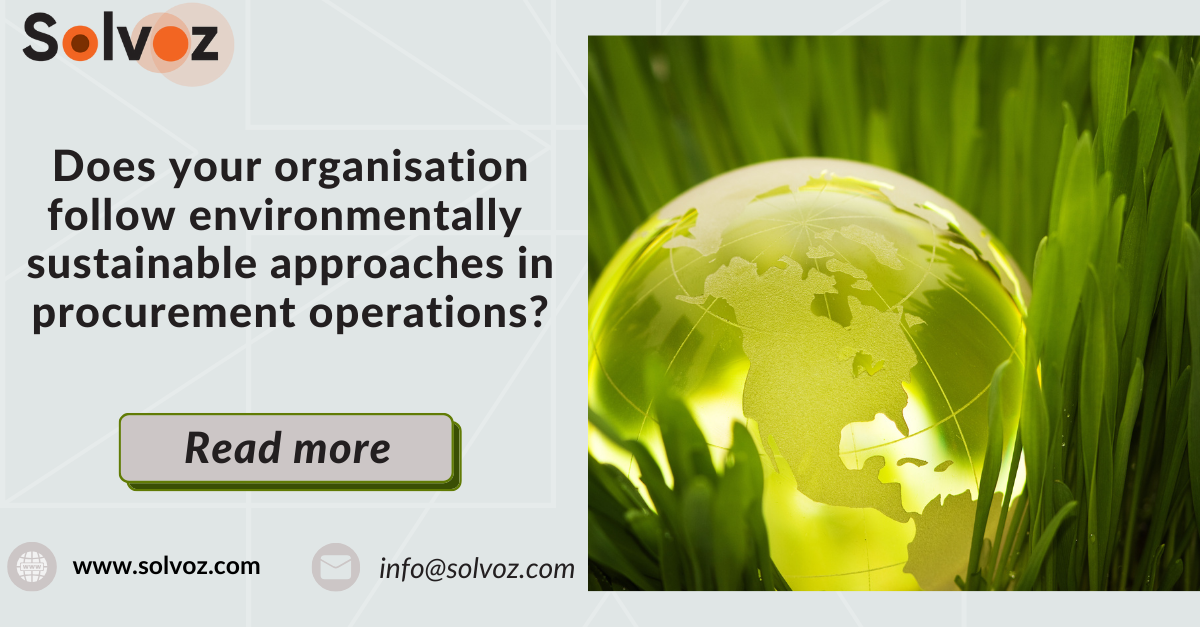 Solvoz
Does your organisation
follow environmentally
sustainable approaches in
procurement operations?
Read more
www.solvoz.com
info@solvoz.com